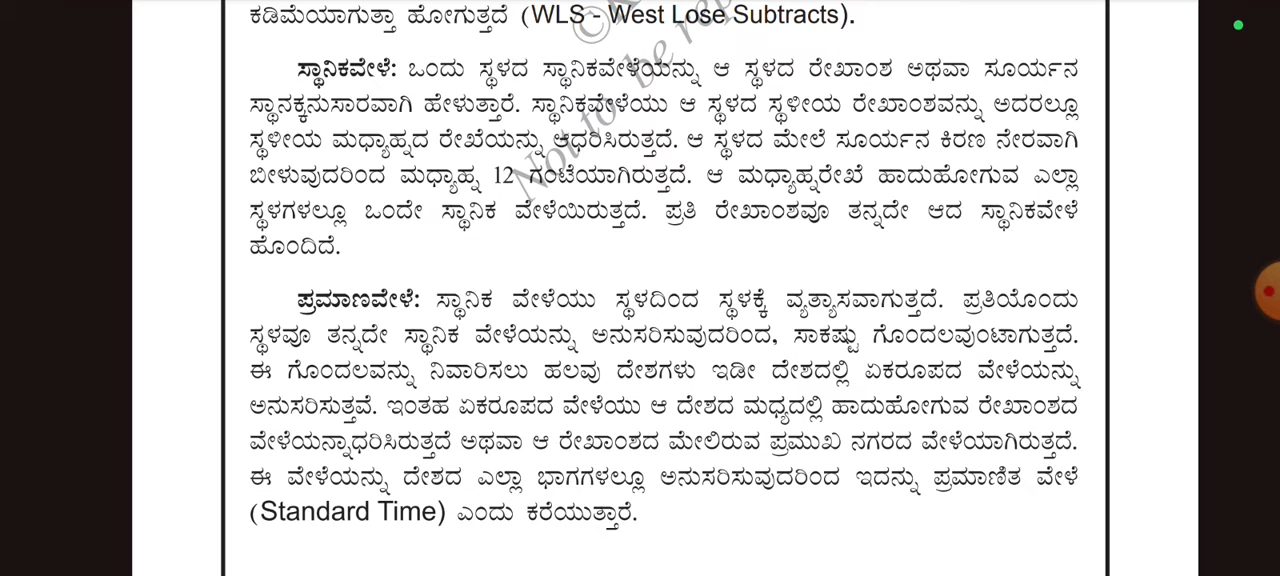 ಕಡಿಮೆಯಾಗುತ್ತಾ ಹೋಗುತ್ತದೆ (WLS - West Lose Subtracts).
ಸ್ಥಾನಿಕವೇಳೆ: ಒಂದು ಸ್ಥಳದ ಸ್ಥಾನಿಕವೇಳೆಯನ್ನು ಆ ಸ್ಥಳದ ರೇಖಾಂಶ ಅಥವಾ ಸೂರ್ಯನ
ಸ್ಥಾನಕ್ಕನುಸಾರವಾಗಿ ಹೇಳುತ್ತಾರೆ. ಸ್ಥಾನಿಕವೇಳೆಯು ಆ ಸ್ಥಳದ ಸ್ಥಳೀಯ ರೇಖಾಂಶವನ್ನು ಅದರಲ್ಲೂ
ಸ್ಥಳೀಯ ಮಧ್ಯಾಹ್ನದ ರೇಖೆಯನ್ನು ಆಧರಿಸಿರುತ್ತದೆ. ಆ ಸ್ಥಳದ ಮೇಲೆ ಸೂರ್ಯನ ಕಿರಣ ನೇರವಾಗಿ
ಬೀಳುವುದರಿಂದ ಮಧ್ಯಾಹ್ನ 12 ಗಂಟೆಯಾಗಿರುತ್ತದೆ. ಆ ಮಧ್ಯಾಹ್ನರೇಖೆ ಹಾದುಹೋಗುವ ಎಲ್ಲಾ
ಸ್ಥಳಗಳಲ್ಲೂ ಒಂದೇ ಸ್ಥಾನಿಕ ವೇಳೆಯಿರುತ್ತದೆ. ಪ್ರತಿ ರೇಖಾಂಶವೂ ತನ್ನದೇ ಆದ ಸ್ಥಾನಿಕವೇಳೆ
ಹೊಂದಿದೆ.
ಪ್ರಮಾಣವೇಳೆ: ಸ್ಥಾನಿಕ ವೇಳೆಯು ಸ್ಥಳದಿಂದ ಸ್ಥಳಕ್ಕೆ ವ್ಯತ್ಯಾಸವಾಗುತ್ತದೆ. ಪ್ರತಿಯೊಂದು
ಸ್ಥಳವೂ ತನ್ನದೇ ಸ್ಥಾನಿಕ ವೇಳೆಯನ್ನು ಅನುಸರಿಸುವುದರಿಂದ, ಸಾಕಷ್ಟು ಗೊಂದಲವುಂಟಾಗುತ್ತದೆ.
ಈ ಗೊಂದಲವನ್ನು ನಿವಾರಿಸಲು ಹಲವು ದೇಶಗಳು ಇಡೀ ದೇಶದಲ್ಲಿ ಏಕರೂಪದ ವೇಳೆಯನ್ನು
ಅನುಸರಿಸುತ್ತವೆ. ಇಂತಹ ಏಕರೂಪದ ವೇಳೆಯು ಆ ದೇಶದ ಮಧ್ಯದಲ್ಲಿ ಹಾದುಹೋಗುವ ರೇಖಾಂಶದ
ವೇಳೆಯನ್ನಾಧರಿಸಿರುತ್ತದೆ ಅಥವಾ ಆ ರೇಖಾಂಶದ ಮೇಲಿರುವ ಪ್ರಮುಖ ನಗರದ ವೇಳೆಯಾಗಿರುತ್ತದೆ.
ಈ ವೇಳೆಯನ್ನು ದೇಶದ ಎಲ್ಲಾ ಭಾಗಗಳಲ್ಲೂ ಅನುಸರಿಸುವುದರಿಂದ ಇದನ್ನು ಪ್ರಮಾಣಿತ ವೇಳೆ
(Standard Time) ಎಂದು ಕರೆಯುತ್ತಾರೆ.
©
Not to be